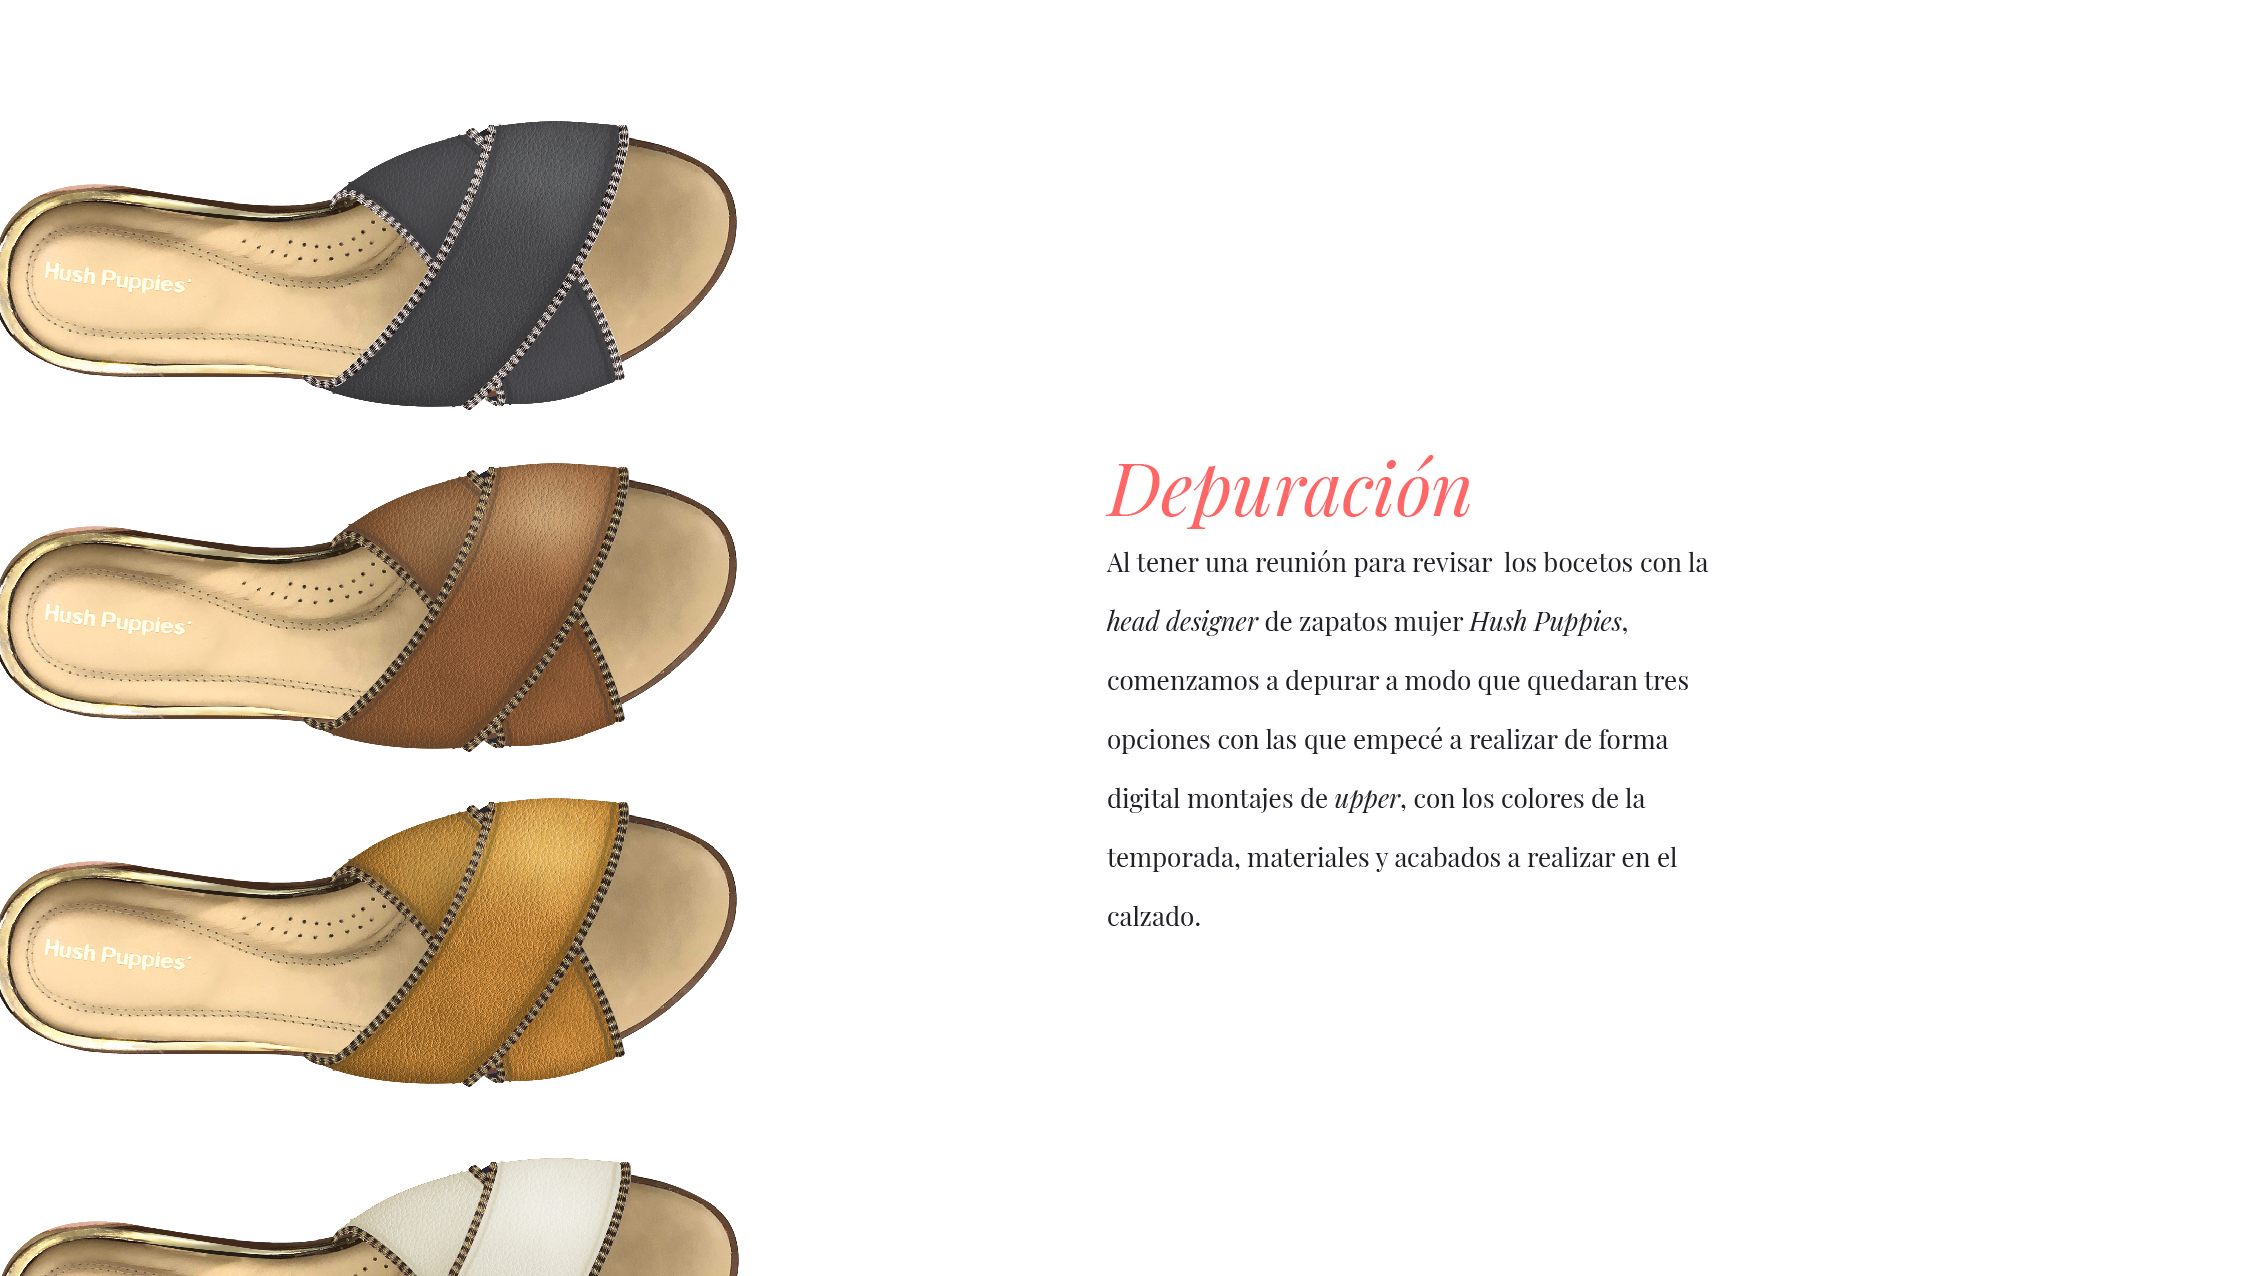 Hush Puppies
Hush Puppies
Hush Puppies
Depuración
Al tener una reunión para revisar  los bocetos con la
head designer de zapatos mujer Hush Puppies,
comenzamos a depurar a modo que quedaran tres
opciones con las que empecé a realizar de forma
digital montajes de upper, con los colores de la
temporada, materiales y acabados a realizar en el
calzado.